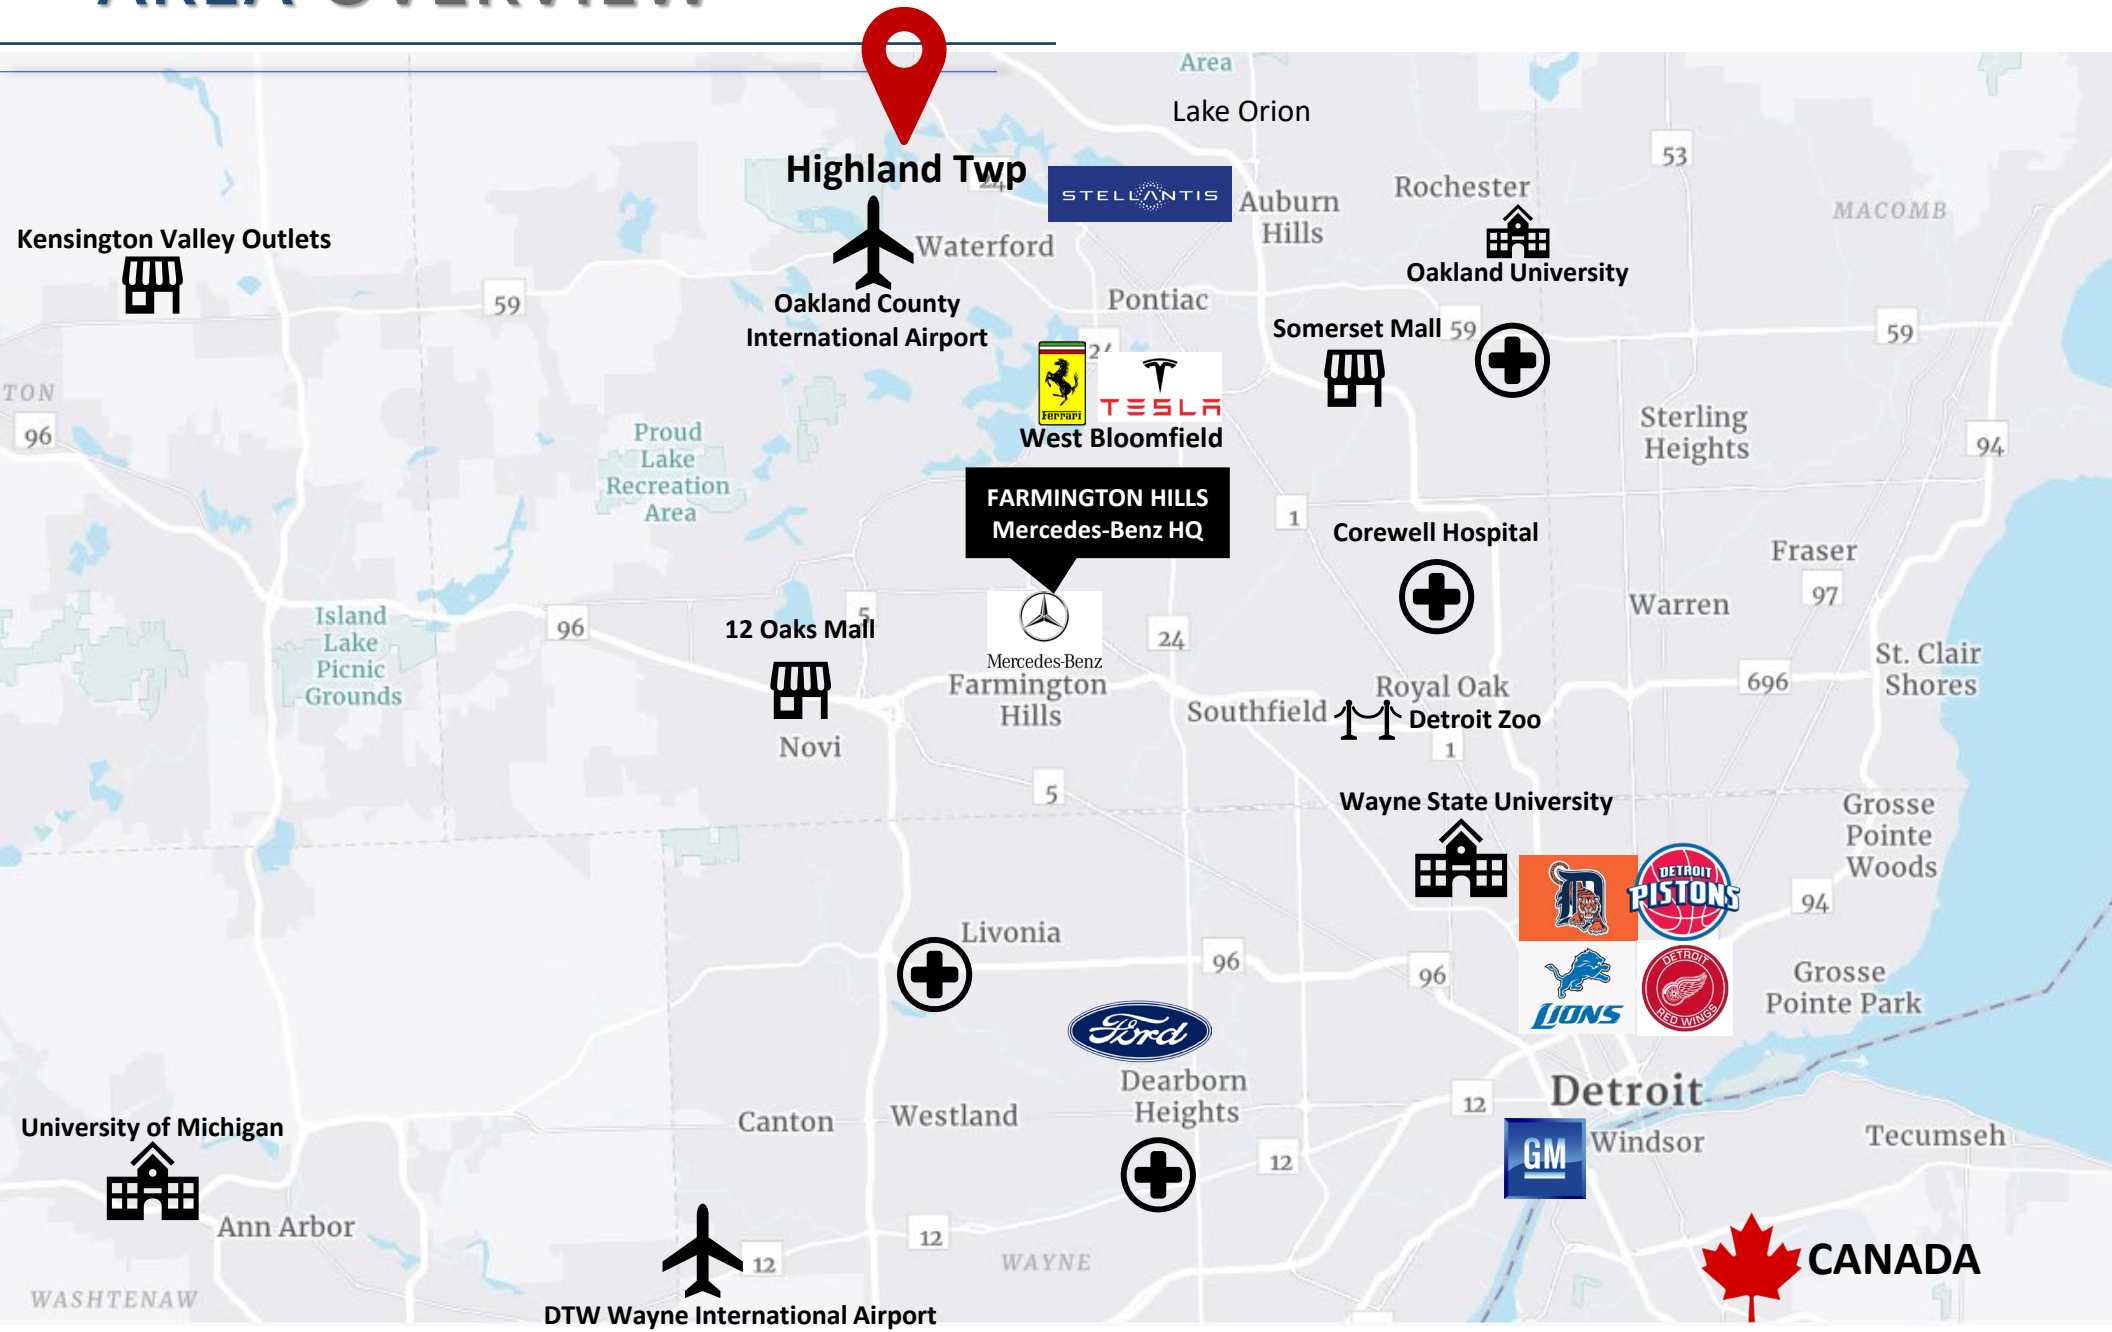 AREA OVERVIEW
Area
Lake Orion
53
Highland Twp
24
STELLANTIS
Rochester
Auburn
Hills
MACOMB
Kensington Valley Outlets
Waterford
Oakland University
59
Oakland County
International Airport
Pontiac
Somerset Mall
59
59
24
Ferrari
TESLA
West Bloomfield
TON
96
Proud
Lake
Recreation
Area
Sterling
Heights
94
FARMINGTON HILLS
Mercedes-Benz HQ
1
Corewell Hospital
Fraser
97
Island
Lake
Picnic
Grounds
96
12 Oaks Mall
5
Mercedes-Benz
Farmington
Hills
24
Warren
St. Clair
Shores
696
Royal Oak
Southfield
Detroit Zoo
1
Novi
5
Wayne State University
Grosse
Pointe
Woods
DETROIT
PISTONS
94
Livonia
96
96
LIONS
DETROIT
RED WINGS
Grosse
Pointe Park
Ford
Dearborn
Heights
Detroit
12
Canton
Westland
University of Michigan
GM
Windsor
Tecumseh
12
Ann Arbor
12
12
WAYNE
CANADA
WASHTENAW
DTW Wayne International Airport